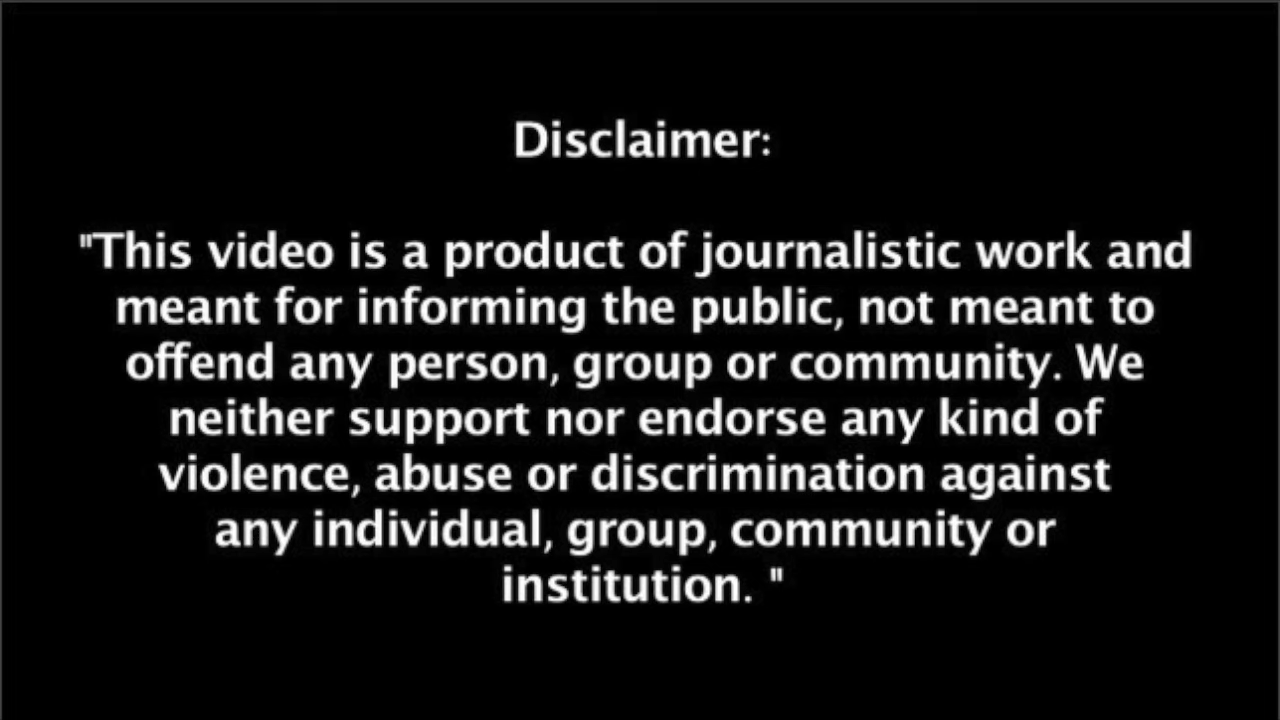 Disclaimer:
"This video is a product of journalistic work and
meant for informing the public, not meant to
offend any person, group or community. We
neither support nor endorse any kind of
violence, abuse or discrimination against
any individual, group, community or
institution. "